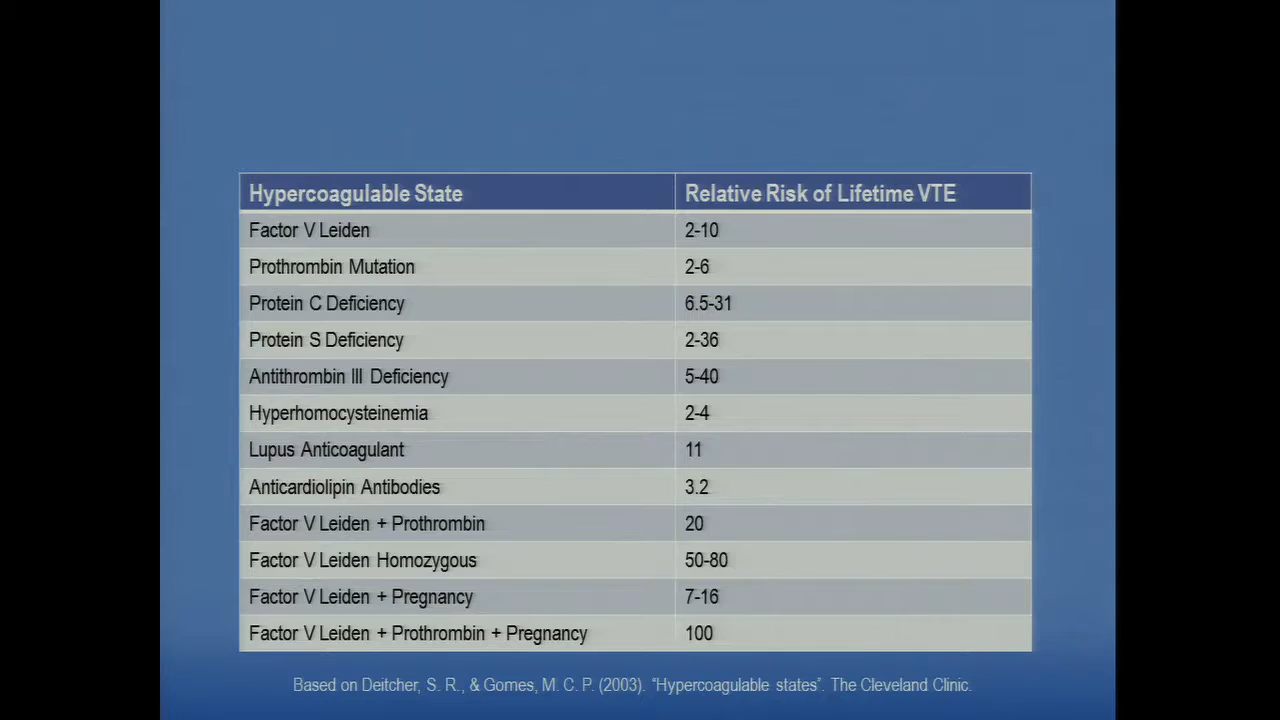 Hypercoagulable State Relative Risk of Lifetime VTE
Factor V Leiden 2-10
Prothrombin Mutation 2-6
Protein C Deficiency 6.5-31
Protein S Deficiency 2-36
Antithrombin III Deficiency 5-40
Hyperhomocysteinemia 2-4
Lupus Anticoagulant 11
Anticardiolipin Antibodies 3.2
Factor V Leiden + Prothrombin 20
Factor V Leiden Homozygous 50-80
Factor V Leiden + Pregnancy 7-16
Factor V Leiden + Prothrombin + Pregnancy 100
Based on Deitcher, S. R., & Gomes, M. C. P. (2003). “Hypercoagulable states”. The Cleveland Clinic.